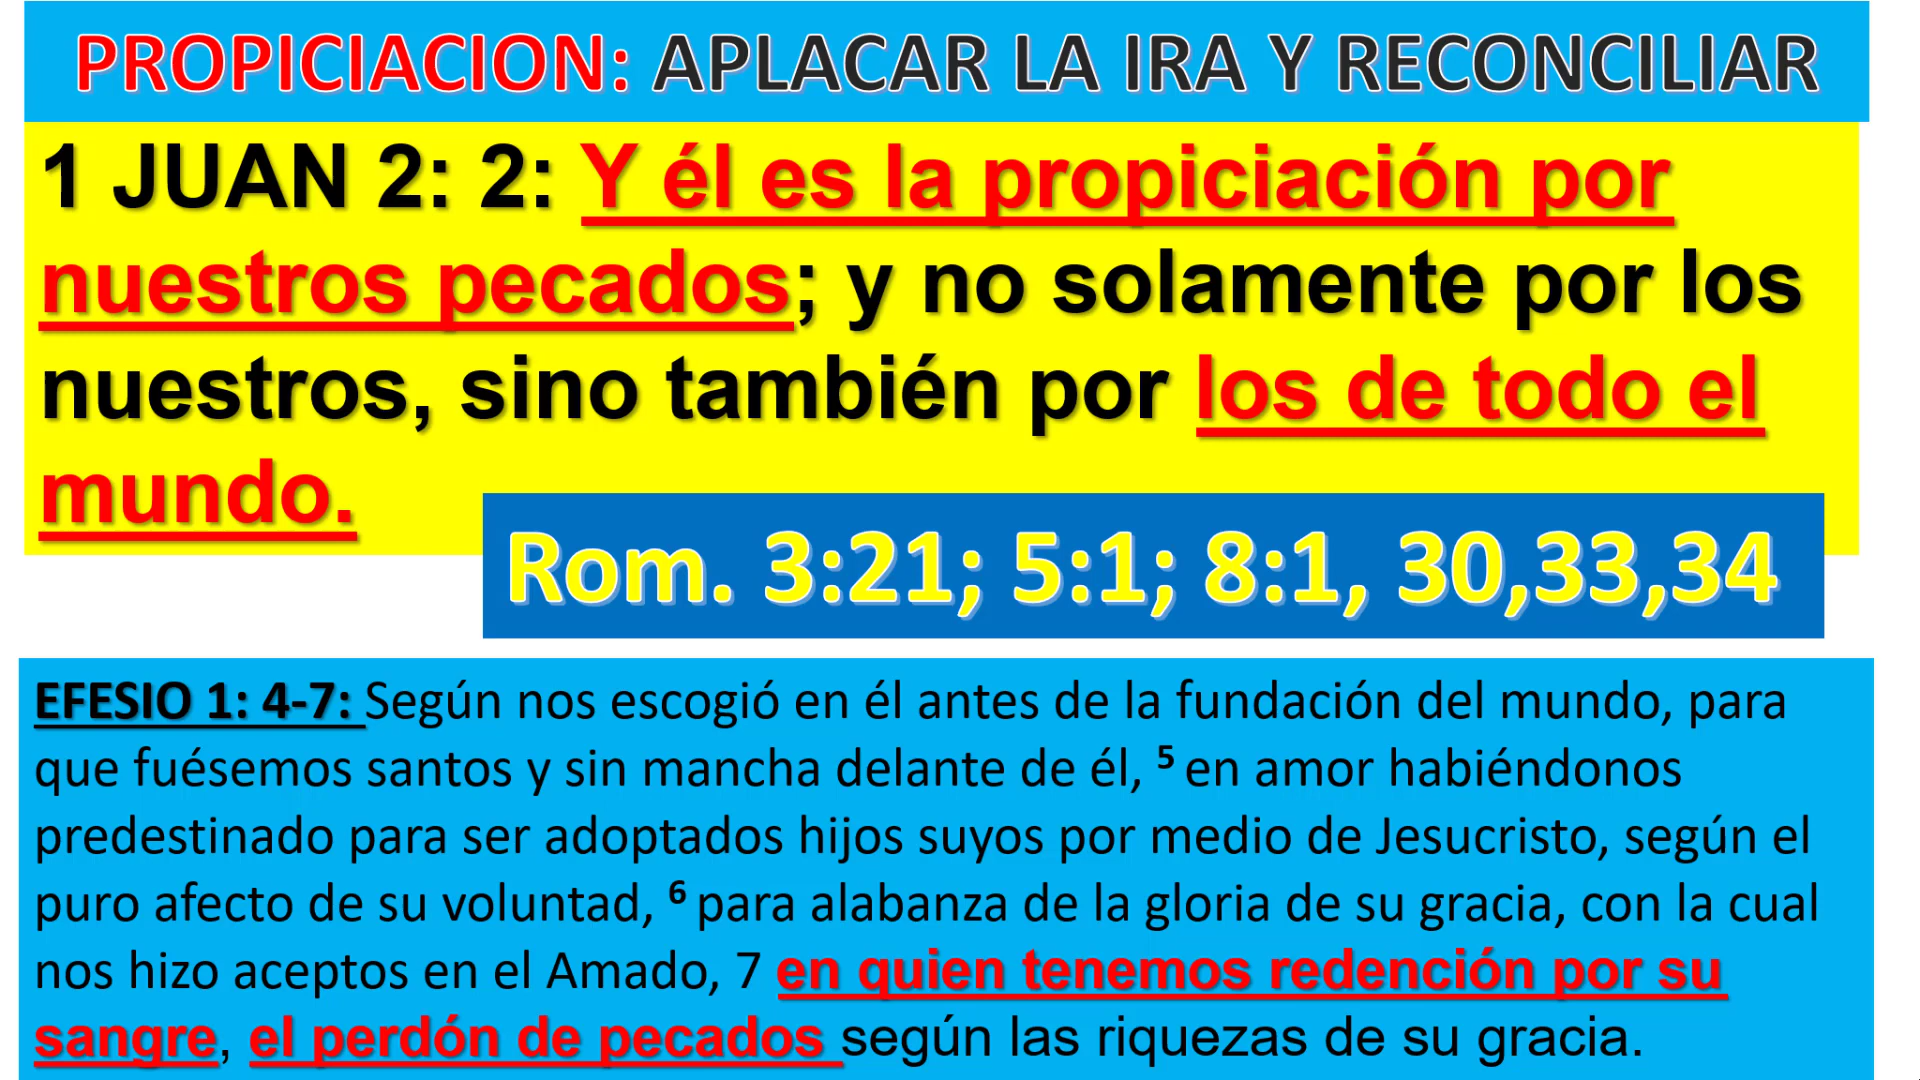 PROPICIACION: APLACAR LA IRA Y RECONCILIAR
1 JUAN 2: 2: Y él es la propiciación por
nuestros pecados; y no solamente por los
nuestros, sino también por los de todo el
mundo.
Rom. 3:21; 5:1; 8:1, 30,33,34
EFESIO 1: 4-7: Según nos escogió en él antes de la fundación del mundo, para
que fuésemos santos y sin mancha delante de él, 5 en amor habiéndonos
predestinado para ser adoptados hijos suyos por medio de Jesucristo, según el
puro afecto de su voluntad, 6 para alabanza de la gloria de su gracia, con la cual
nos hizo aceptos en el Amado, 7 en quien tenemos redención por su
sangre, el perdón de pecados según las riquezas de su gracia.